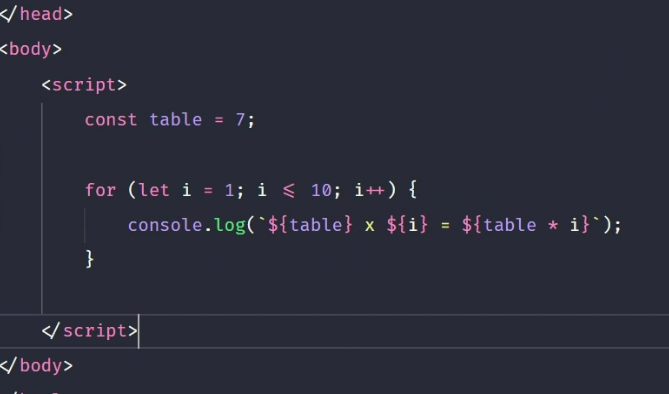 </head>
<body>
<script>
const table = 7;
for (let i = 1; i <= 10; i++) {
console.log(`${table} x ${i} = ${table * i}`);
}
</script>
</body>